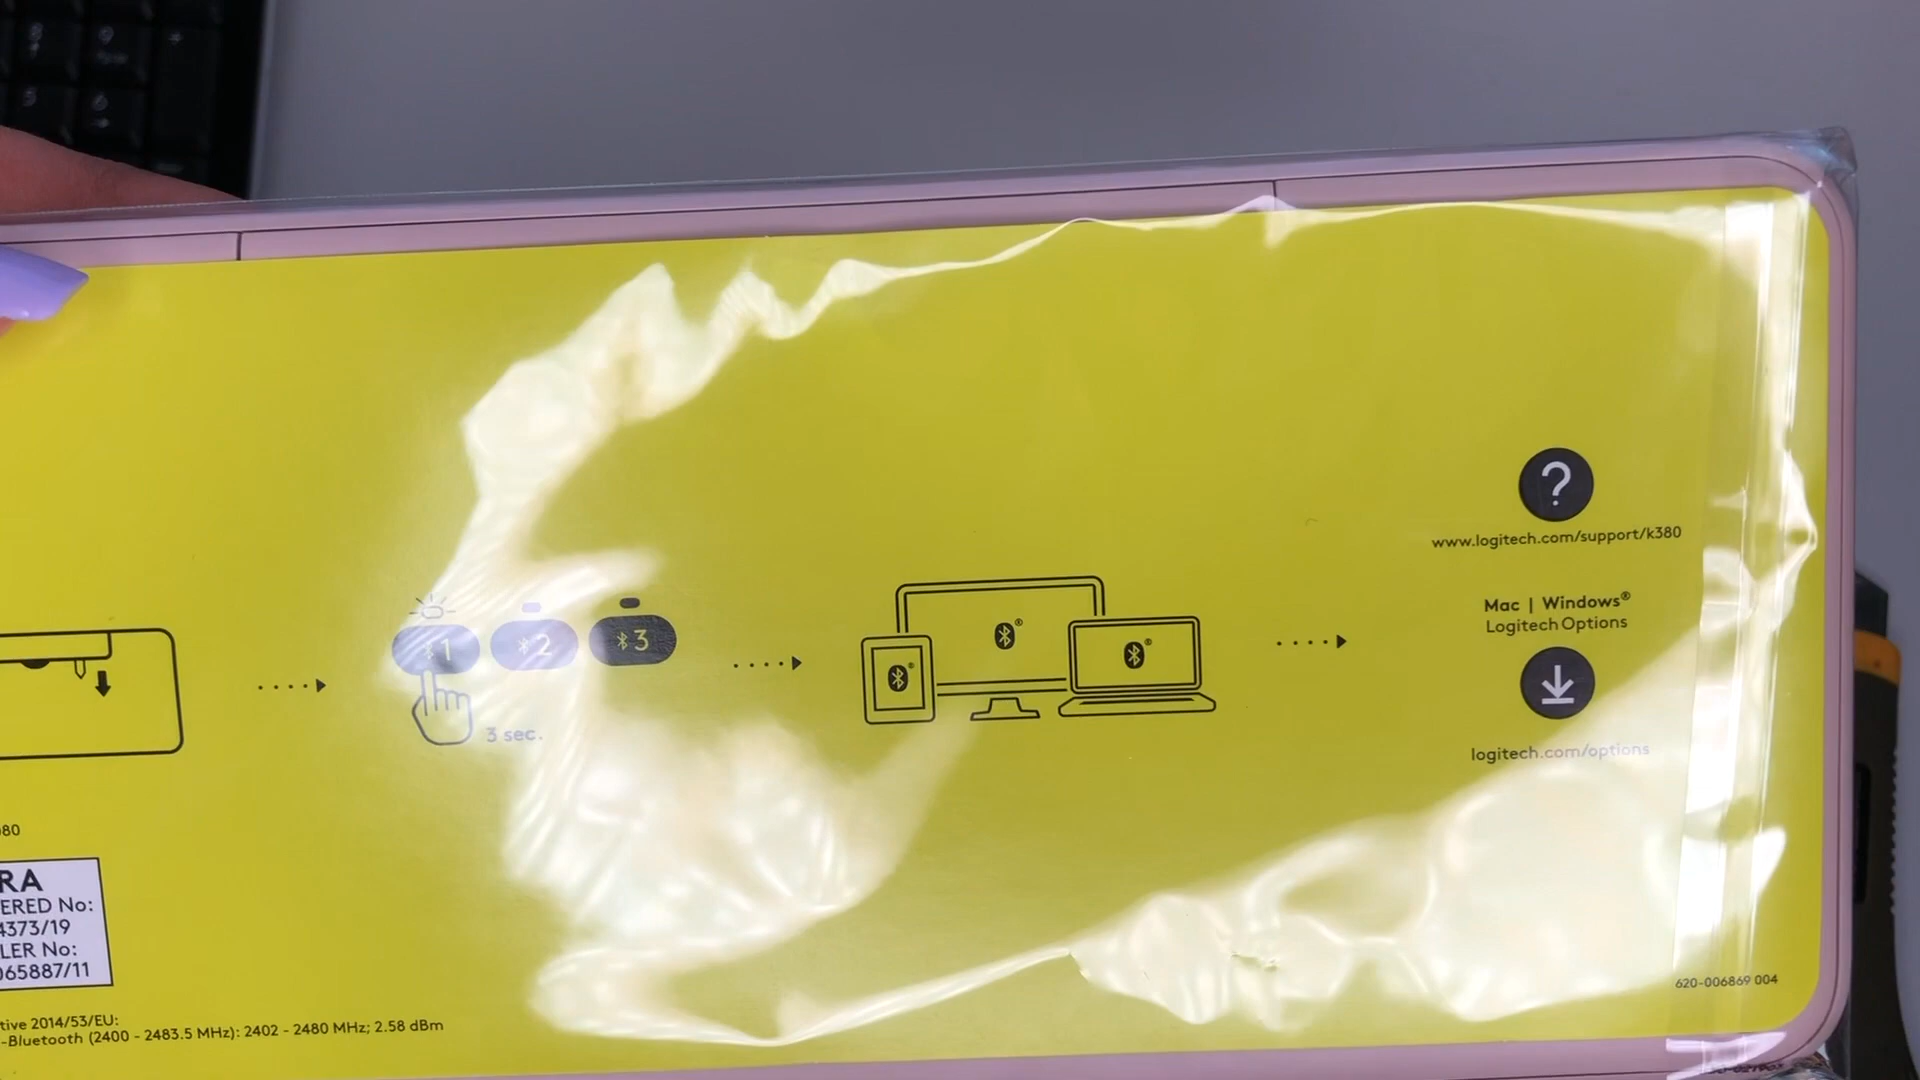 1
2
3
3 sec.
?
www.logitech.com/support/k380
Mac | Windows®
Logitech Options
logitech.com/options
80
RA
ERED No:
4373/19
LER No:
065887/11
tive 2014/53/EU:
-Bluetooth (2400 - 2483.5 MHz): 2402 - 2480 MHz; 2.58 dBm
620-006869 004